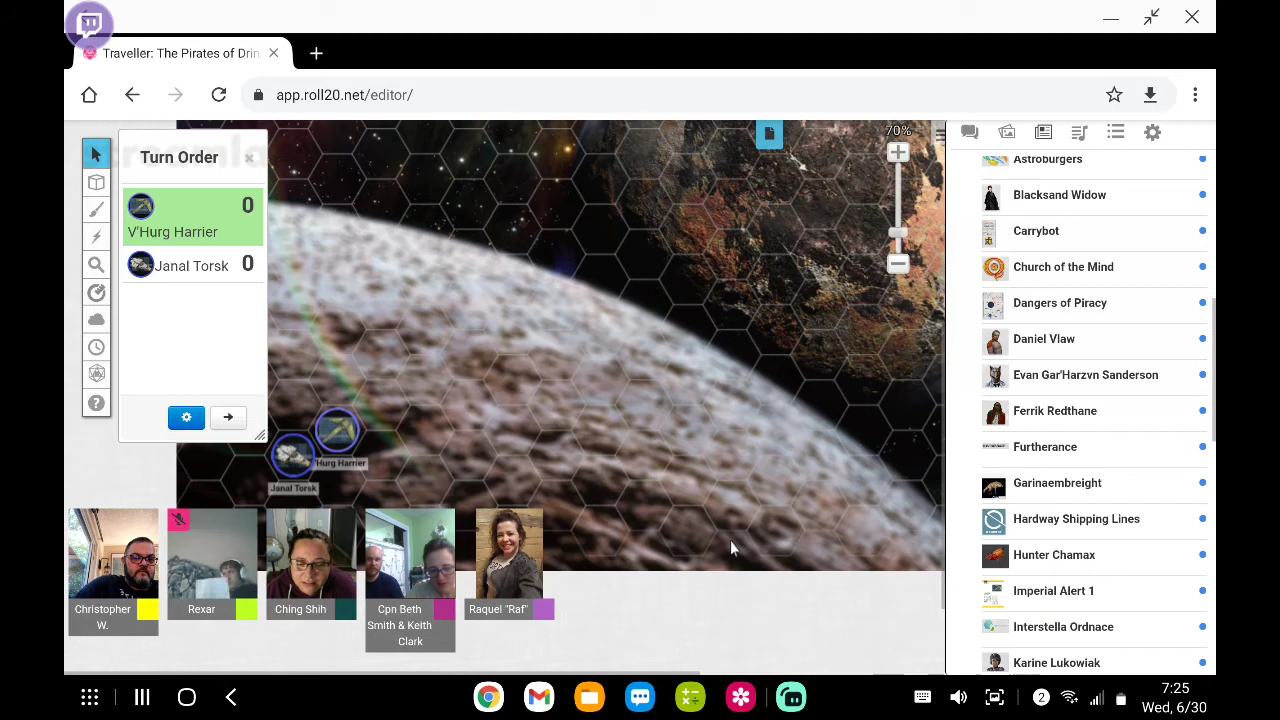 Traveller: The Pirates of Drin
app.roll20.net/editor/
70%
Turn Order
0
V'Hurg Harrier
Janal Torsk 0
'Hurg Harrier
Janal Torsk
Christopher W.
Rexar
Ching Shih
Cpn Beth Smith & Keith Clark
Raquel "Raf"
Astroburgers
Blacksand Widow
Carrybot
Church of the Mind
Dangers of Piracy
Daniel Vlaw
Evan Gar'Harzvn Sanderson
Ferrik Redthane
Furtherance
Garinaembreight
Hardway Shipping Lines
Hunter Chamax
Imperial Alert 1
Interstella Ordnace
Karine Lukowiak
2
7:25
Wed, 6/30